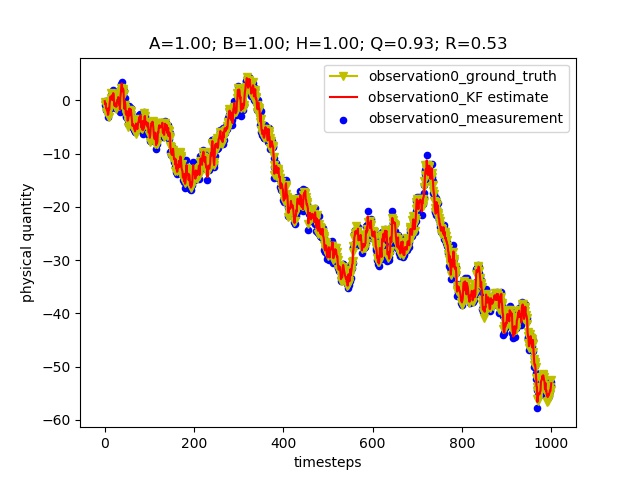 A=1.00; B=1.00; H=1.00; Q=0.93; R=0.53
observation0_ground_truth
observation0_KF estimate
observation0_measurement
physical quantity
0
−10
−20
−30
−40
−50
−60
0 200 400 600 800 1000
timesteps